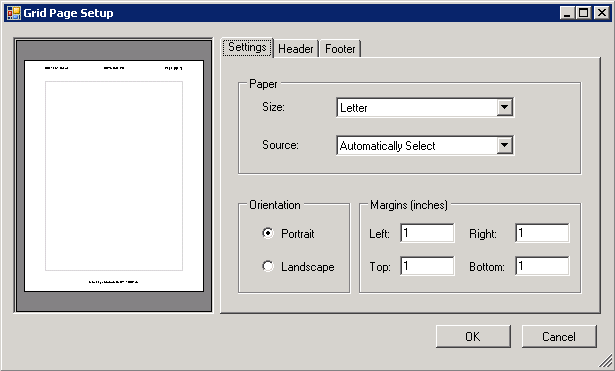 Grid Page Setup
Settings Header Footer
Paper
Size: Letter
Source: Automatically Select
Orientation
Portrait
Landscape
Margins (inches)
Left: 1 Right: 1
Top: 1 Bottom: 1
OK Cancel